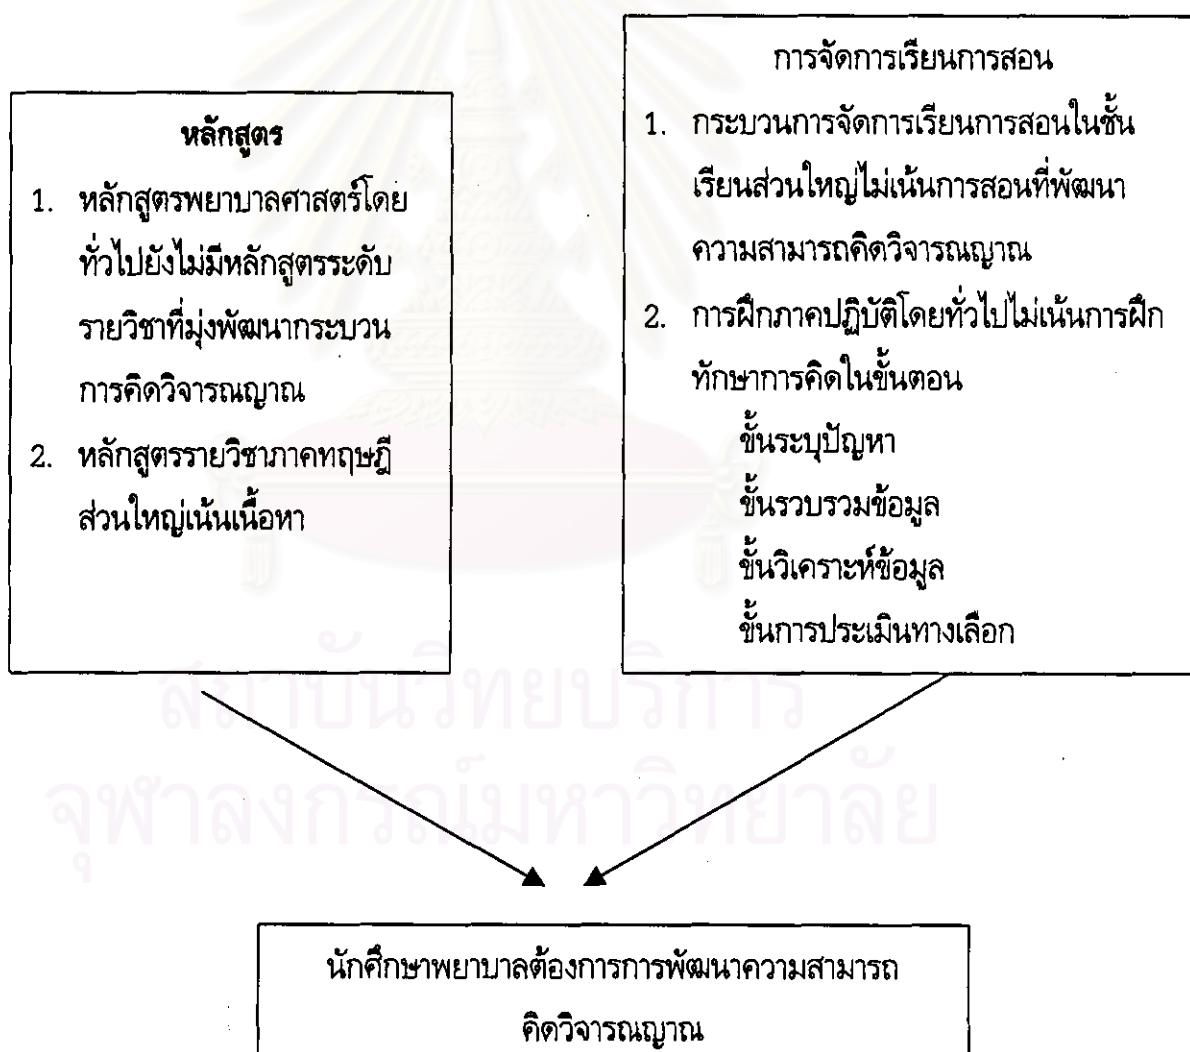 หลักสูตร
1. หลักสูตรพยาบาลศาสตร์โดย
ทั่วไปยังไม่มีหลักสูตรระดับ
รายวิชาที่มุ่งพัฒนากระบวน
การคิดวิจารณญาณ
2. หลักสูตรรายวิชาภาคทฤษฎี
ส่วนใหญ่เน้นเนื้อหา
การจัดการเรียนการสอน
1. กระบวนการจัดการเรียนการสอนในชั้น
เรียนส่วนใหญ่ไม่เน้นการสอนที่พัฒนา
ความสามารถคิดวิจารณญาณ
2. การฝึกภาคปฏิบัติโดยทั่วไปไม่เน้นการฝึก
ทักษาการคิดในขั้นตอน
ขั้นระบุปัญหา
ขั้นรวบรวมข้อมูล
ขั้นวิเคราะห์ข้อมูล
ขั้นการประเมินทางเลือก
สถาบันวิทยบริการ
จุฬาลงกรณ์มหาวิทยาลัย
นักศึกษาพยาบาลต้องการการพัฒนาความสามารถ
คิดวิจารณญาณ